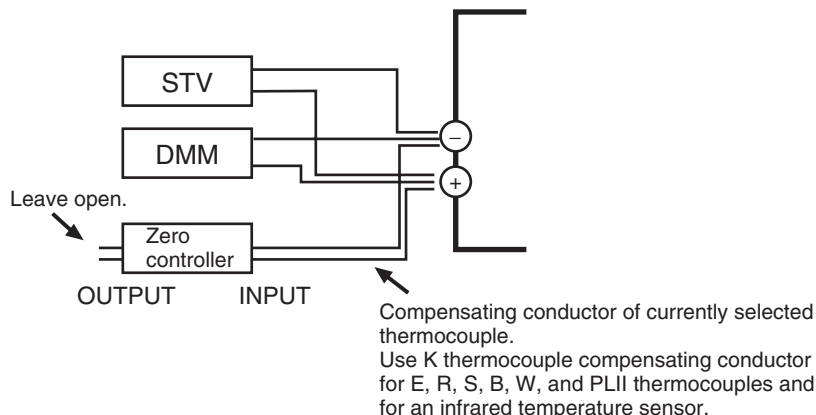 STV
DMM
−
+
Leave open.
Zero
controller
OUTPUT INPUT
Compensating conductor of currently selected
thermocouple.
Use K thermocouple compensating conductor
for E, R, S, B, W, and PLII thermocouples and
for an infrared temperature sensor.